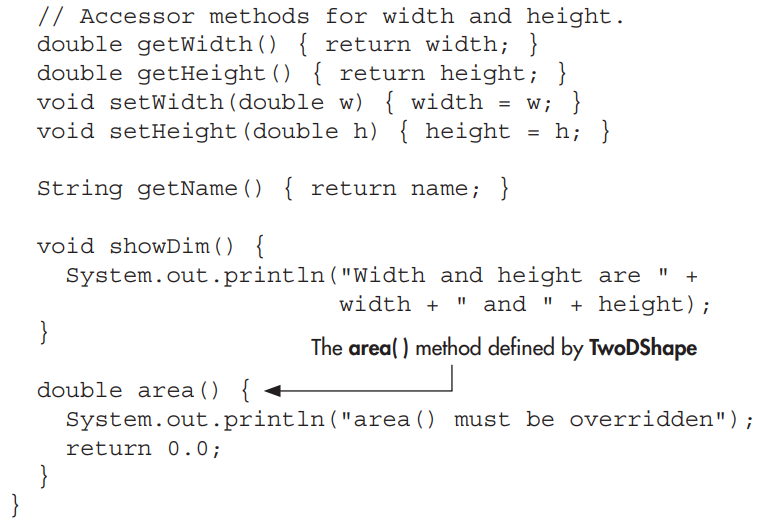 // Accessor methods for width and height.
double getWidth() { return width; }
double getHeight() { return height; }
void setWidth(double w) { width = w; }
void setHeight(double h) { height = h; }
String getName() { return name; }
void showDim() {
System.out.println("Width and height are " +
width + " and " + height);
}
The area( ) method defined by TwoDShape
double area() {
System.out.println("area() must be overridden");
return 0.0;
}
}